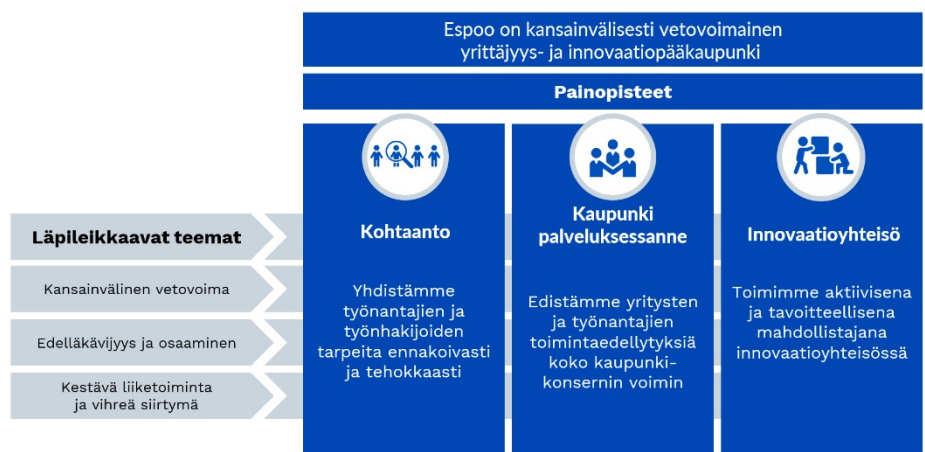 Espoo on kansainvälisesti vetovoimainen
yrittäjyys- ja innovaatiopääkaupunki
Painopisteet
Läpileikkaavat teemat
Kansainvälinen vetovoima
Edelläkävijyys ja osaaminen
Kestävä liiketoiminta
ja vihreä siirtymä
Kohtaanto
Yhdistämme
työnantajien ja
työnhakijoiden
tarpeita ennakoivasti
ja tehokkaasti
Kaupunki
palveluksessanne
Edistämme yritysten
ja työnantajien
toimintaedellytyksiä
koko kaupunki-
konsernin voimin
Innovaatioyhteisö
Toimimme aktiivisena
ja tavoitteellisena
mahdollistajana
innovaatioyhteisössä